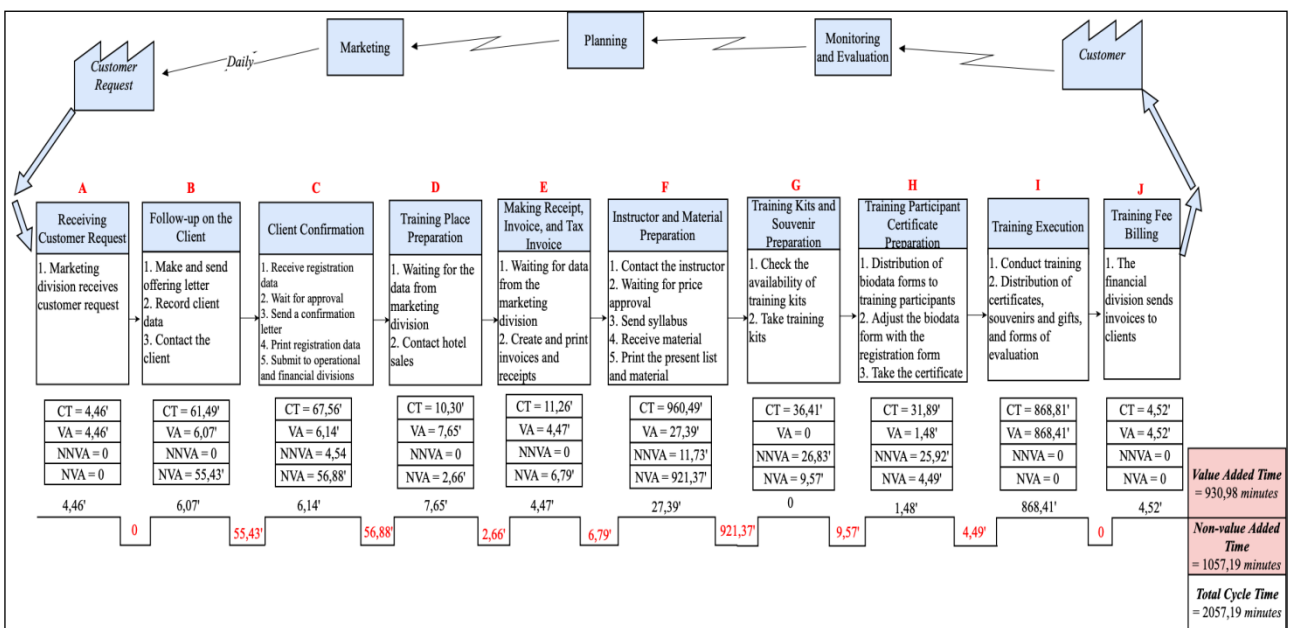 Customer
Request
Daily
Marketing
Planning
Monitoring
and Evaluation
Customer
A
Receiving
Customer Request
1. Marketing
division receives
customer request
CT = 4,46'
VA = 4,46'
NNVA = 0
NVA = 0
B
Follow-up on the
Client
1. Make and send
offering letter
2. Record client
data
3. Contact the
client
CT = 61,49'
VA = 6,07'
NNVA = 0
NVA = 55,43'
C
Client Confirmation
1. Receive registration
data
2. Wait for approval
3. Send a confirmation
letter
4. Print registration data
5. Submit to operational
and financial divisions
CT = 67,56'
VA = 6,14'
NNVA = 4,54
NVA = 56,88'
D
Training Place
Preparation
1. Waiting for the
data from
marketing
division
2. Contact hotel
sales
CT = 10,30'
VA = 7,65'
NNVA = 0
NVA = 2,66'
E
Making Receipt,
Invoice, and Tax
Invoice
1. Waiting for data
from the
marketing
division
2. Create and print
invoices and
receipts
CT = 11,26'
VA = 4,47'
NNVA = 0
NVA = 6,79'
F
Instructor and Material
Preparation
1. Contact the instructor
2. Waiting for price
approval
3. Send syllabus
4. Receive material
5. Print the present list
and material
CT = 960,49'
VA = 27,39'
NNVA = 11,73'
NVA = 921,37'
G
Training Kits and
Souvenir
Preparation
1. Check the
availability of
training kits
2. Take training
kits
CT = 36,41'
VA = 0
NNVA = 26,83'
NVA = 9,57'
H
Training Participant
Certificate
Preparation
1. Distribution of
biodata forms to
training participants
2. Adjust the biodata
form with the
registration form
3. Take the certificate
CT = 31,89'
VA = 1,48'
NNVA = 25,92'
NVA = 4,49'
I
Training Execution
1. Conduct training
2. Distribution of
certificates,
souvenirs and gifts,
and forms of
evaluation
CT = 868,81'
VA = 868,41'
NNVA = 0
NVA = 0
J
Training Fee
Billing
1. The
financial
division sends
invoices to
clients
CT = 4,52'
VA = 4,52'
NNVA = 0
NVA = 0
4,46'
0
6,07'
55,43'
6,14'
56,88'
7,65'
2,66'
4,47'
6,79'
27,39'
921,37'
0
9,57'
1,48'
4,49'
868,41'
0
4,52'
Value Added Time
= 930,98 minutes
Non-value Added
Time
= 1057,19 minutes
Total Cycle Time
= 2057,19 minutes